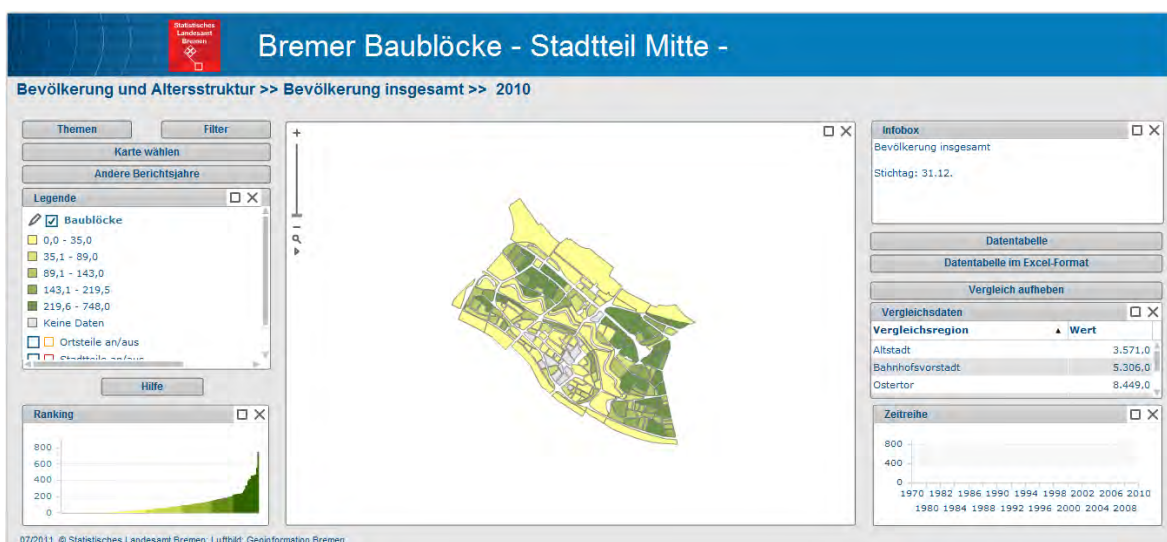 Statistisches
Landesamt
Bremen
Bremer Baublöcke - Stadtteil Mitte -
Bevölkerung und Altersstruktur >> Bevölkerung insgesamt >> 2010
Themen
Filter
Karte wählen
Andere Berichtsjahre
Legende
Baublöcke
0,0 - 35,0
35,1 - 89,0
89,1 - 143,0
143,1 - 219,5
219,6 - 748,0
Keine Daten
Ortsteile an/aus
Stadtteile an/aus
Hilfe
Ranking
800
600
400
200
0
Infobox
Bevölkerung insgesamt
Stichtag: 31.12.
Datentabelle
Datentabelle im Excel-Format
Vergleich aufheben
Vergleichsdaten
Vergleichsregion Wert
Altstadt 3.571,0
Bahnhofsvorstadt 5.306,0
Ostertor 8.449,0
Zeitreihe
800
400
0
1970 1982 1986 1990 1994 1998 2002 2006 2010
1980 1984 1988 1992 1996 2000 2004 2008
07/2011 © Statistisches Landesamt Bremen; Luftbild: Geoinformation Bremen